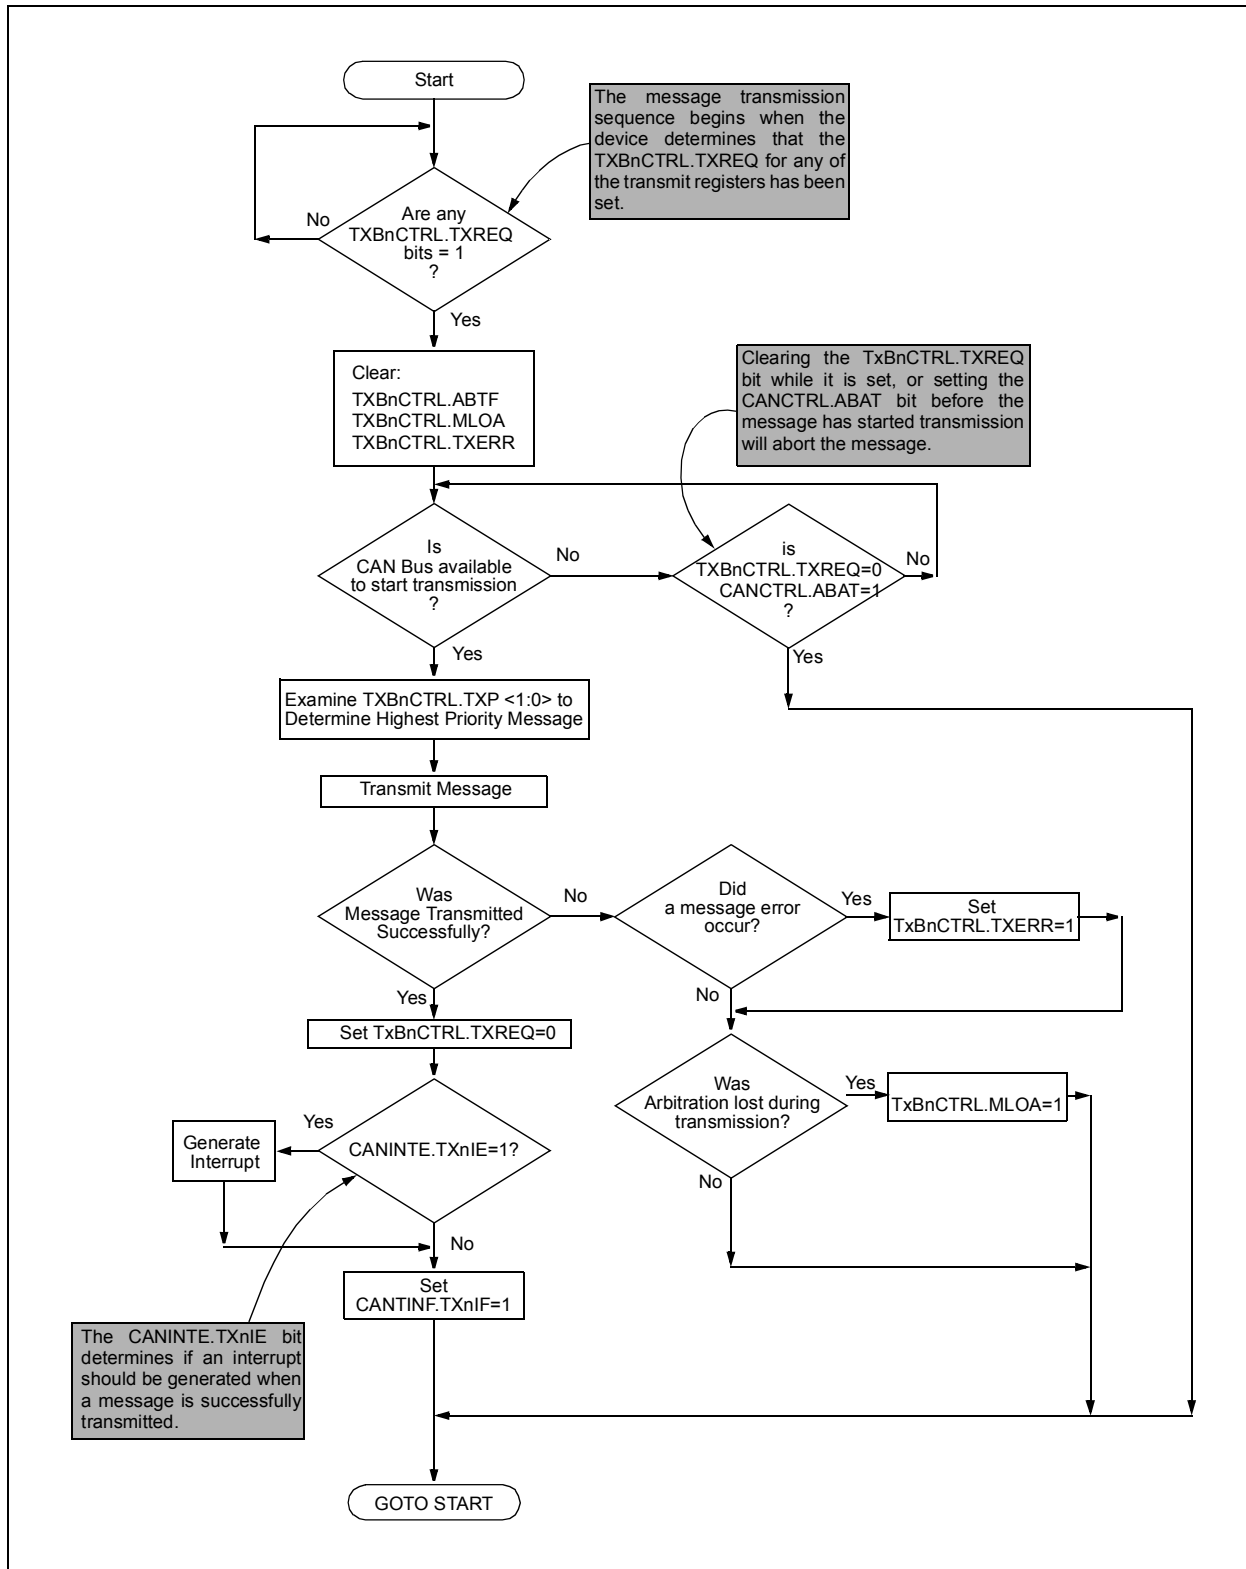 Start
The message transmission
sequence begins when the
device determines that the
TXBnCTRL.TXREQ for any of
the transmit registers has been
set.
No
Are any
TXBnCTRL.TXREQ
bits = 1
?
Yes
Clear:
TXBnCTRL.ABTF
TXBnCTRL.MLOA
TXBnCTRL.TXERR
Clearing the TxBnCTRL.TXREQ
bit while it is set, or setting the
CANCTRL.ABAT bit before the
message has started transmission
will abort the message.
Is
CAN Bus available
to start transmission
?
No
is
TXBnCTRL.TXREQ=0
CANCTRL.ABAT=1
?
No
Yes
Yes
Examine TXBnCTRL.TXP <1:0> to
Determine Highest Priority Message
Transmit Message
Was
Message Transmitted
Successfully?
No
Did
a message error
occur?
Yes
Set
TxBnCTRL.TXERR=1
Yes
No
Set TxBnCTRL.TXREQ=0
Was
Arbitration lost during
transmission?
Yes
TxBnCTRL.MLOA=1
No
Yes
Generate
Interrupt
CANINTE.TXnIE=1?
No
Set
CANTINF.TXnIF=1
The CANINTE.TXnIE bit
determines if an interrupt
should be generated when
a message is successfully
transmitted.
GOTO START